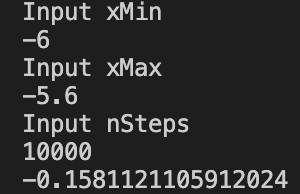 Input xMin
-6
Input xMax
-5.6
Input nSteps
10000
-0.1581121105912024